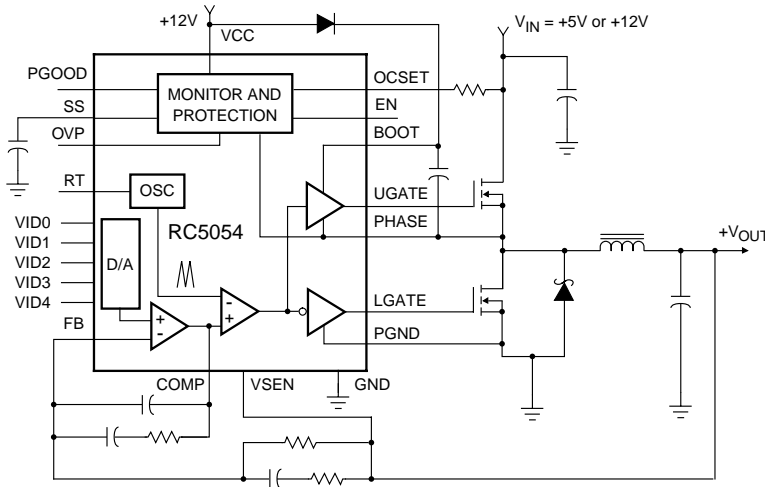 +12V
VCC
V_IN = +5V or +12V
PGOOD
OCSET
MONITOR AND
PROTECTION
SS
EN
OVP
BOOT
RT
OSC
UGATE
RC5054
PHASE
VID0
VID1
VID2
VID3
VID4
D/A
+V_OUT
- +
+ -
LGATE
FB
PGND
COMP
VSEN
GND